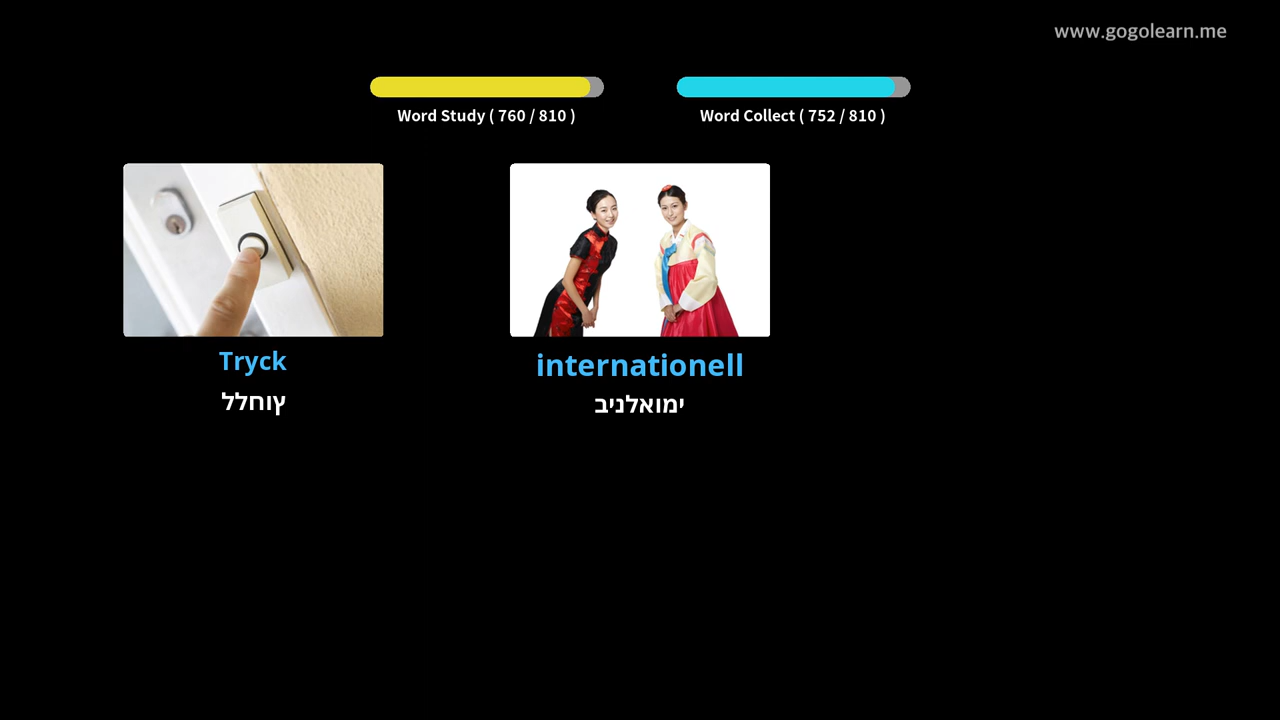 www.gogolearn.me
Word Study ( 760 / 810 )
Word Collect ( 752 / 810 )
Tryck
ץוחלל
internationell
ימואלניב